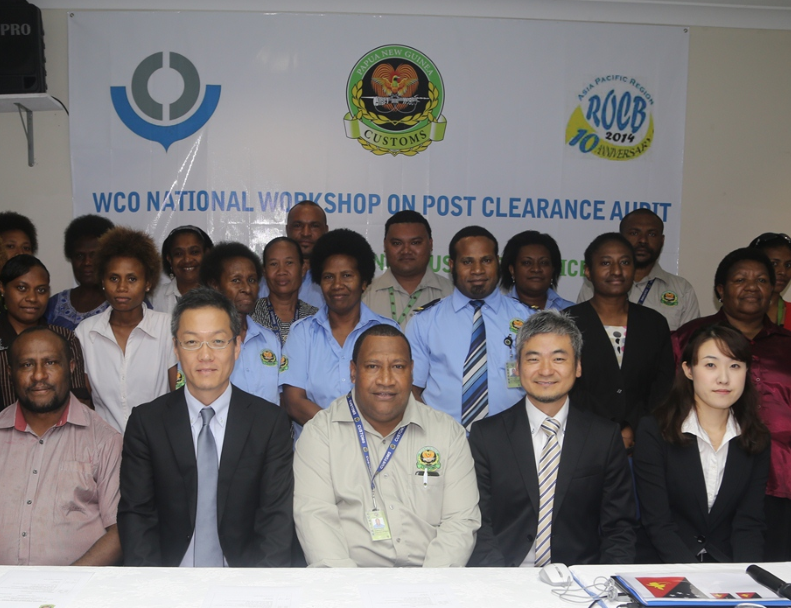 PRO
PAPUA NEW GUINEA
CUSTOMS
ASIA PACIFIC REGION
ROCB
2014
10 ANNIVERSARY
WCO NATIONAL WORKSHOP ON POST CLEARANCE AUDIT